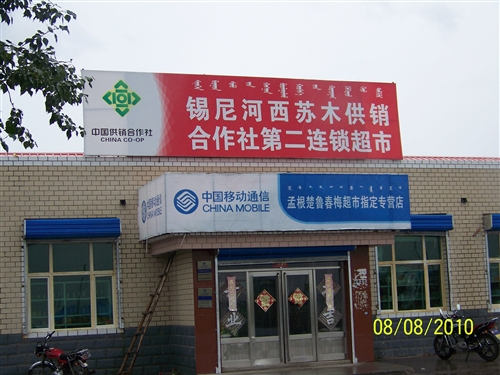 中国供销合作社
CHINA CO-OP
锡尼河西苏木供销
合作社第二连锁超市
中国移动通信
CHINA MOBILE
孟根楚鲁春梅超市指定专营店
08/08/2010